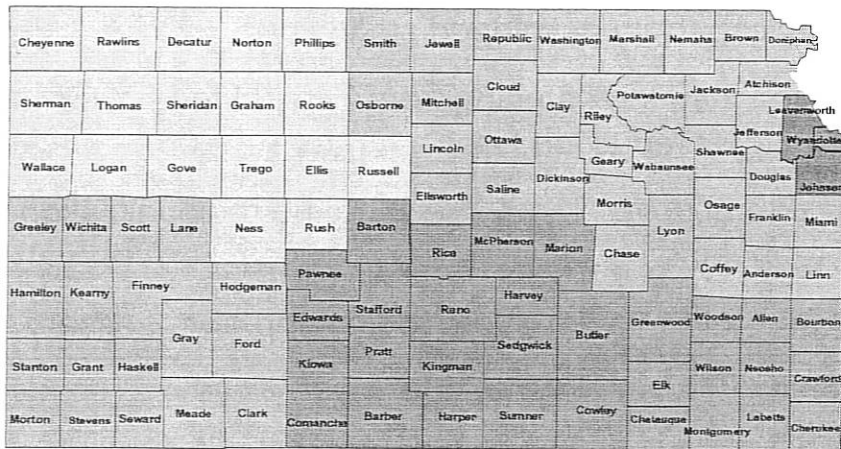 Cheyenne Rawlins Decatur Norton Phillips Smith Jewell Republic Washington Marshall Nemaha Brown Doniphan
Sherman Thomas Sheridan Graham Rooks Osborne Mitchell Cloud Clay Riley Potawatomie Jackson Atchison
Leavenworth
Jefferson Wyandotte
Wallace Logan Gove Trego Ellis Russell Lincoln Ottawa Dickinson Geary Wabaunsee Shawnee Douglas Johnson
Ellsworth Saline Morris Osage Franklin Miami
Greeley Wichita Scott Lane Ness Rush Barton Rice McPherson Marion Chase Lyon
Coffey Anderson Linn
Hamilton Kearny Finney Hodgeman Pawnee Stafford Reno Harvey
Edwards Sedgwick Butler Greenwood Woodson Allen Bourbon
Gray Ford
Stanton Grant Haskell Kiowa Pratt Kingman Elk Wilson Neosho Crawford
Morton Stevens Seward Meade Clark Comanche Barber Harper Sumner Cowley Chatauque Montgomery Labette Cherokee